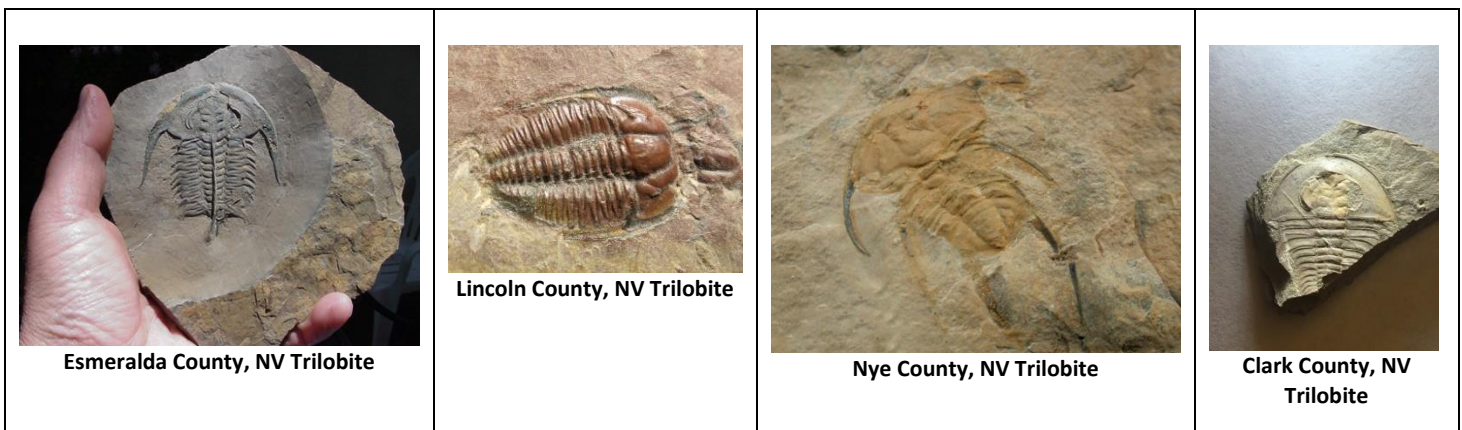 Esmeralda County, NV Trilobite
Lincoln County, NV Trilobite
Nye County, NV Trilobite
Clark County, NV
Trilobite